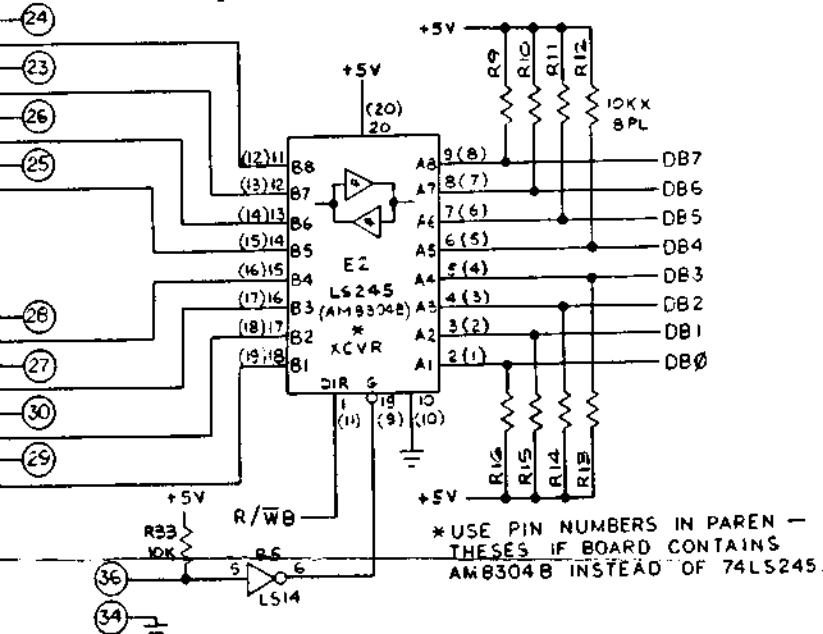 24
23
26
25
28
27
30
29
+5V
(20)
20
(12) 11 B8
(13) 12 B7
(14) 13 B6
(15) 14 B5
(16) 15 B4
(17) 16 B3
(18) 17 B2
(19) 18 B1
E2
LS245
(AM8304B)
*
XCVR
DIR G
1 19 10
(11) (9) (10)
A8 9 (8) DB7
A7 8 (7) DB6
A6 7 (6) DB5
A5 6 (5) DB4
A4 5 (4) DB3
A3 4 (3) DB2
A2 3 (2) DB1
A1 2 (1) DBØ
+5V
R9 R10 R11 R12
10K X
8PL
R16 R15 R14 R13
+5V
R/WB
+5V
R33
10K
36
5 6
LS14
34
* USE PIN NUMBERS IN PAREN –
THESES IF BOARD CONTAINS
AM8304B INSTEAD OF 74LS245.